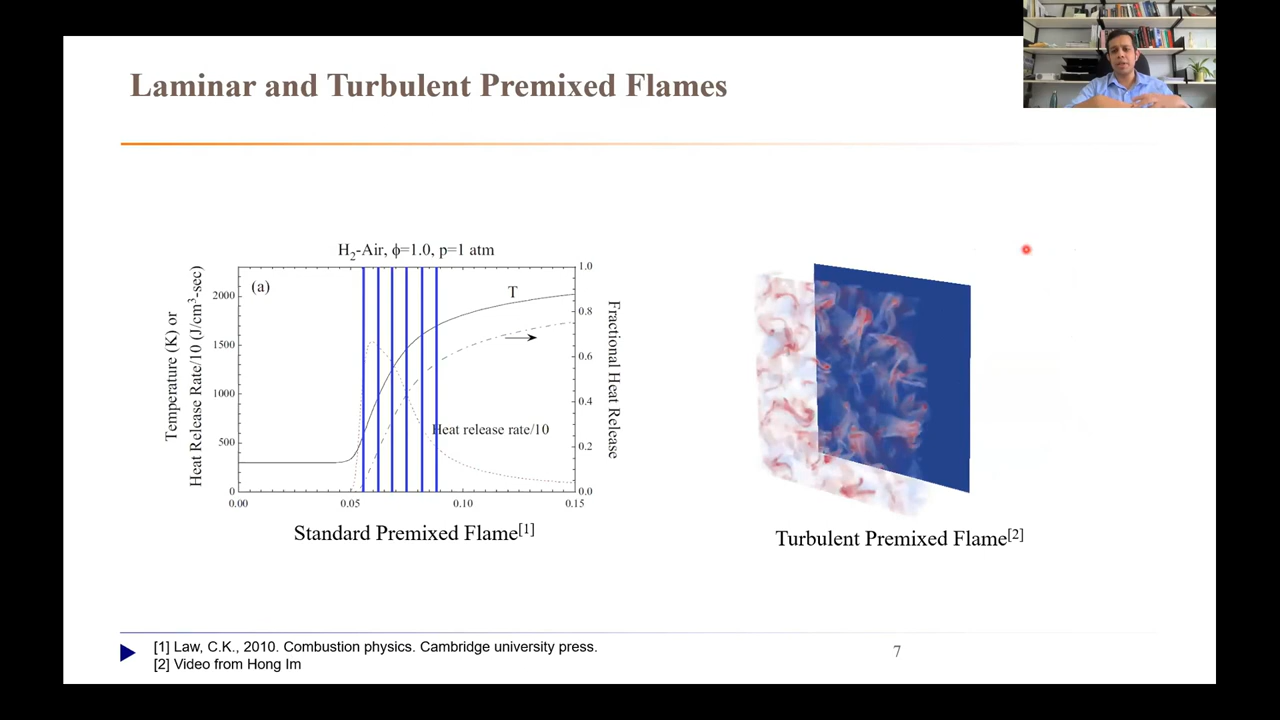 Laminar and Turbulent Premixed Flames
H2-Air, ϕ=1.0, p=1 atm
(a)
T
Heat release rate/10
Temperature (K) or
Heat Release Rate/10 (J/cm3-sec)
2000
1500
1000
500
0
1.0
0.8
0.6
0.4
0.2
0.0
Fractional Heat Release
0.00 0.05 0.10 0.15
Standard Premixed Flame[1]
Turbulent Premixed Flame[2]
[1] Law, C.K., 2010. Combustion physics. Cambridge university press.
[2] Video from Hong Im
7